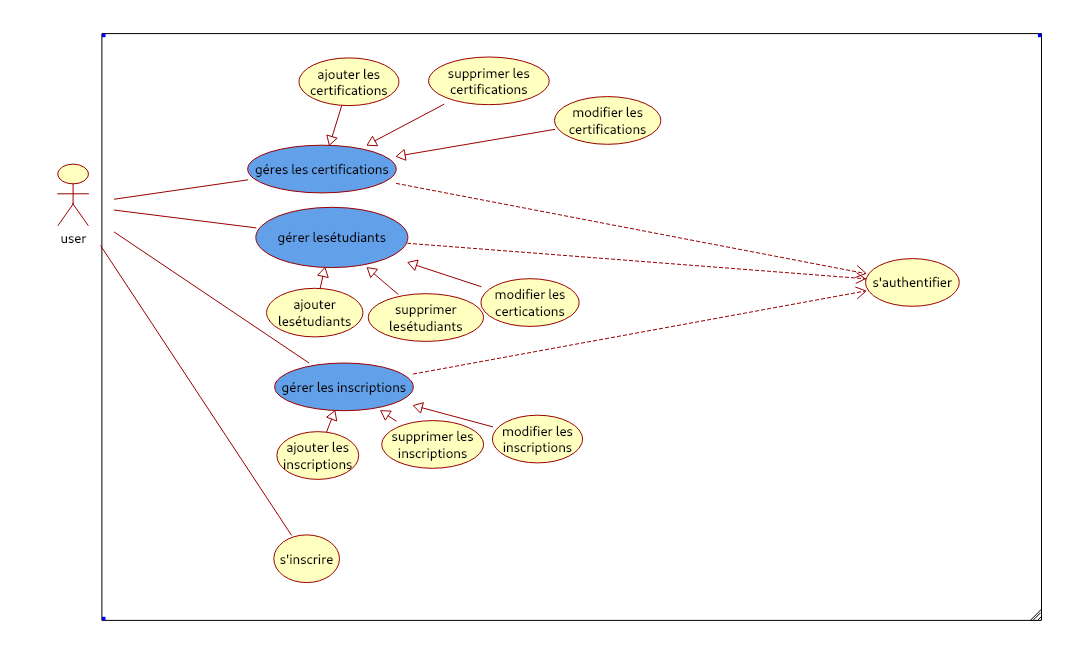 ajouter les
certifications
supprimer les
certifications
modifier les
certifications
géres les certifications
user
gérer lesétudiants
s'authentifier
ajouter
lesétudiants
supprimer
lesétudiants
modifier les
certications
gérer les inscriptions
ajouter les
inscriptions
supprimer les
inscriptions
modifier les
inscriptions
s'inscrire